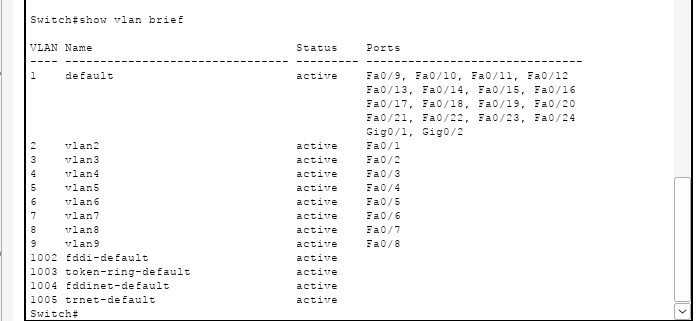 Switch#show vlan brief
VLAN Name                             Status    Ports
---- -------------------------------- --------- -------------------------------
1    default                          active    Fa0/9, Fa0/10, Fa0/11, Fa0/12
                                                Fa0/13, Fa0/14, Fa0/15, Fa0/16
                                                Fa0/17, Fa0/18, Fa0/19, Fa0/20
                                                Fa0/21, Fa0/22, Fa0/23, Fa0/24
                                                Gig0/1, Gig0/2
2    vlan2                            active    Fa0/1
3    vlan3                            active    Fa0/2
4    vlan4                            active    Fa0/3
5    vlan5                            active    Fa0/4
6    vlan6                            active    Fa0/5
7    vlan7                            active    Fa0/6
8    vlan8                            active    Fa0/7
9    vlan9                            active    Fa0/8
1002 fddi-default                     active
1003 token-ring-default               active
1004 fddinet-default                  active
1005 trnet-default                    active
Switch#